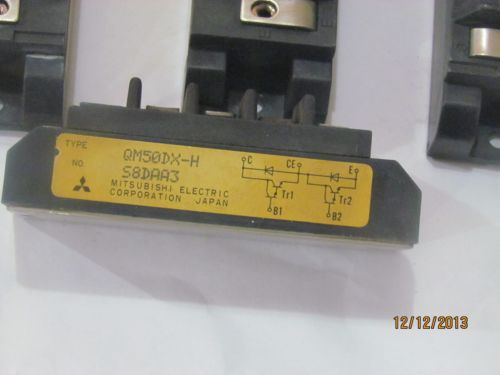 TYPE QM50DX-H
NO. S8DAA3
MITSUBISHI ELECTRIC
CORPORATION JAPAN
C CE E
Tr1 Tr2
B1 B2
12/12/2013